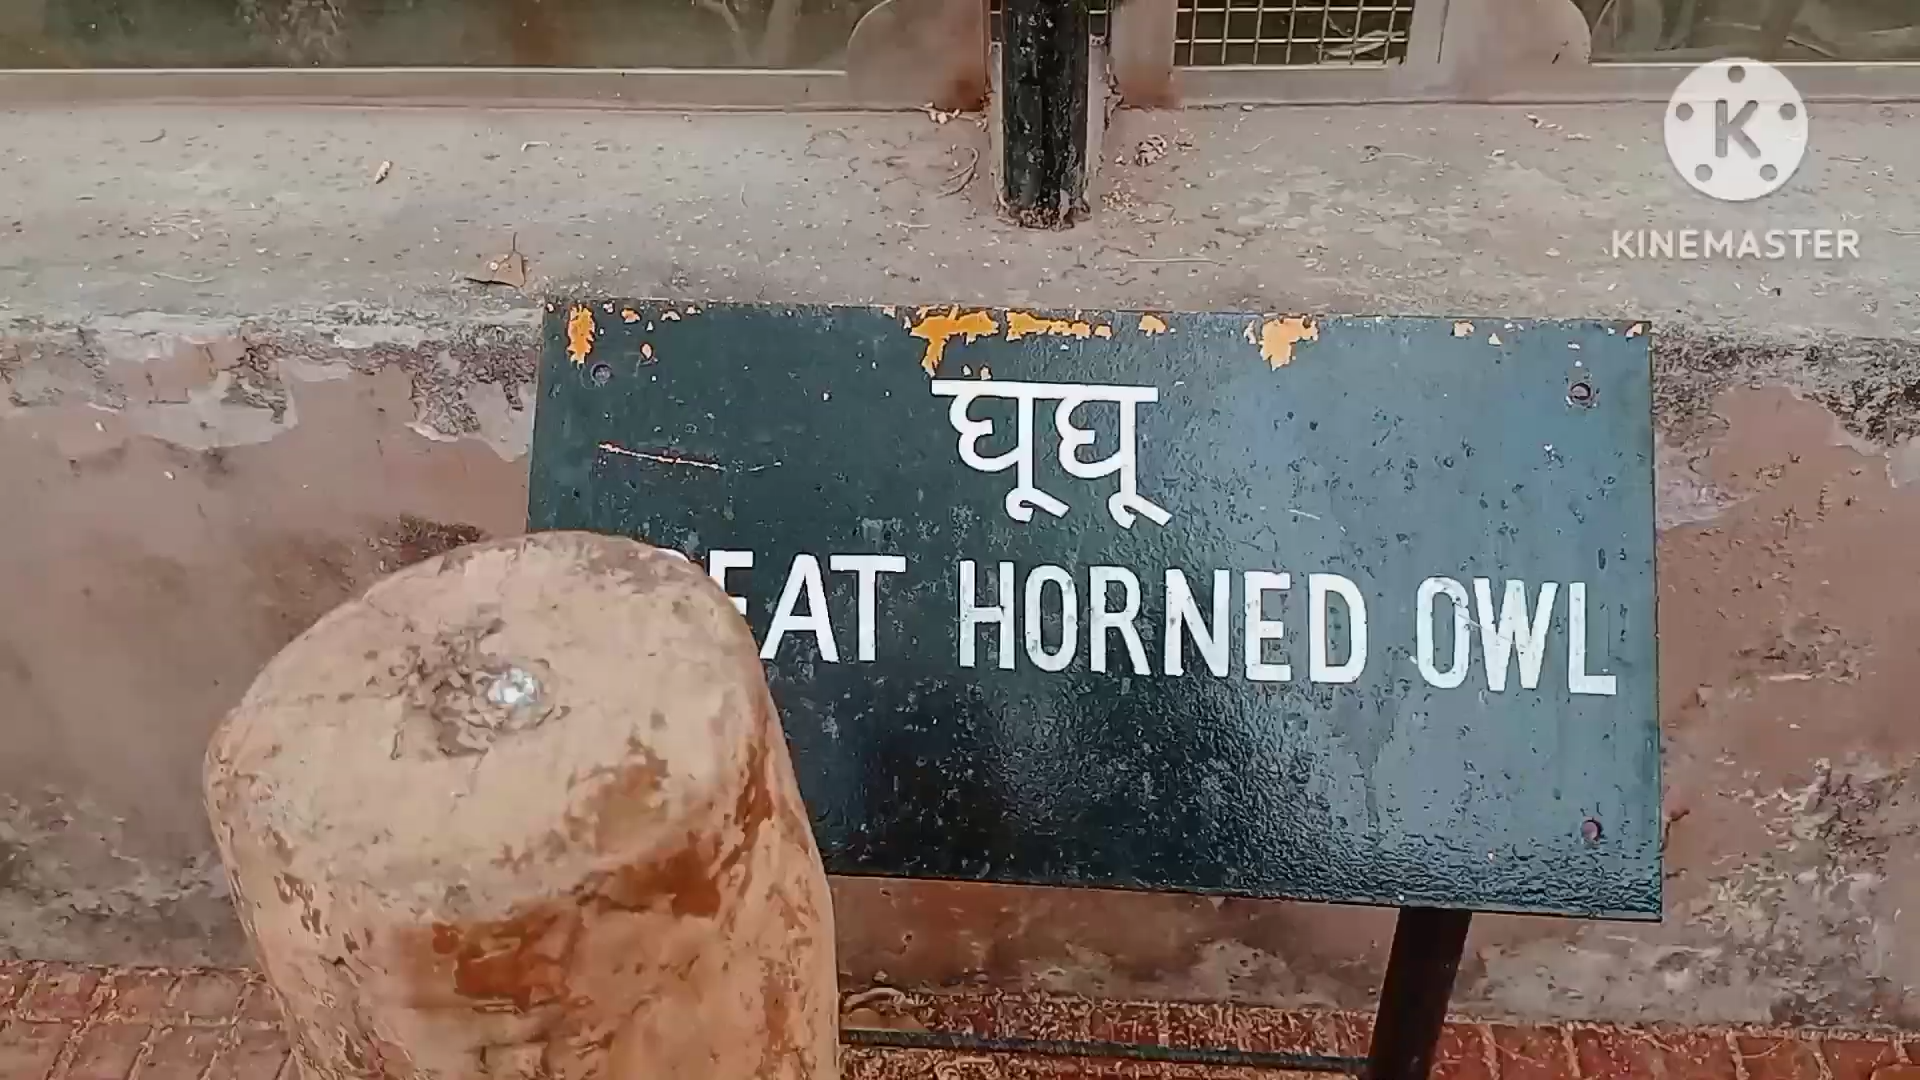 घूघू
EAT HORNED OWL
K
KINEMASTER